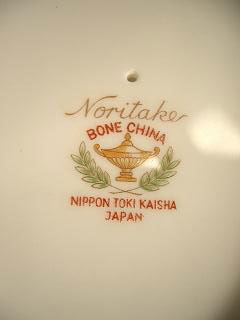 Noritake
BONE CHINA
NIPPON TOKI KAISHA
JAPAN